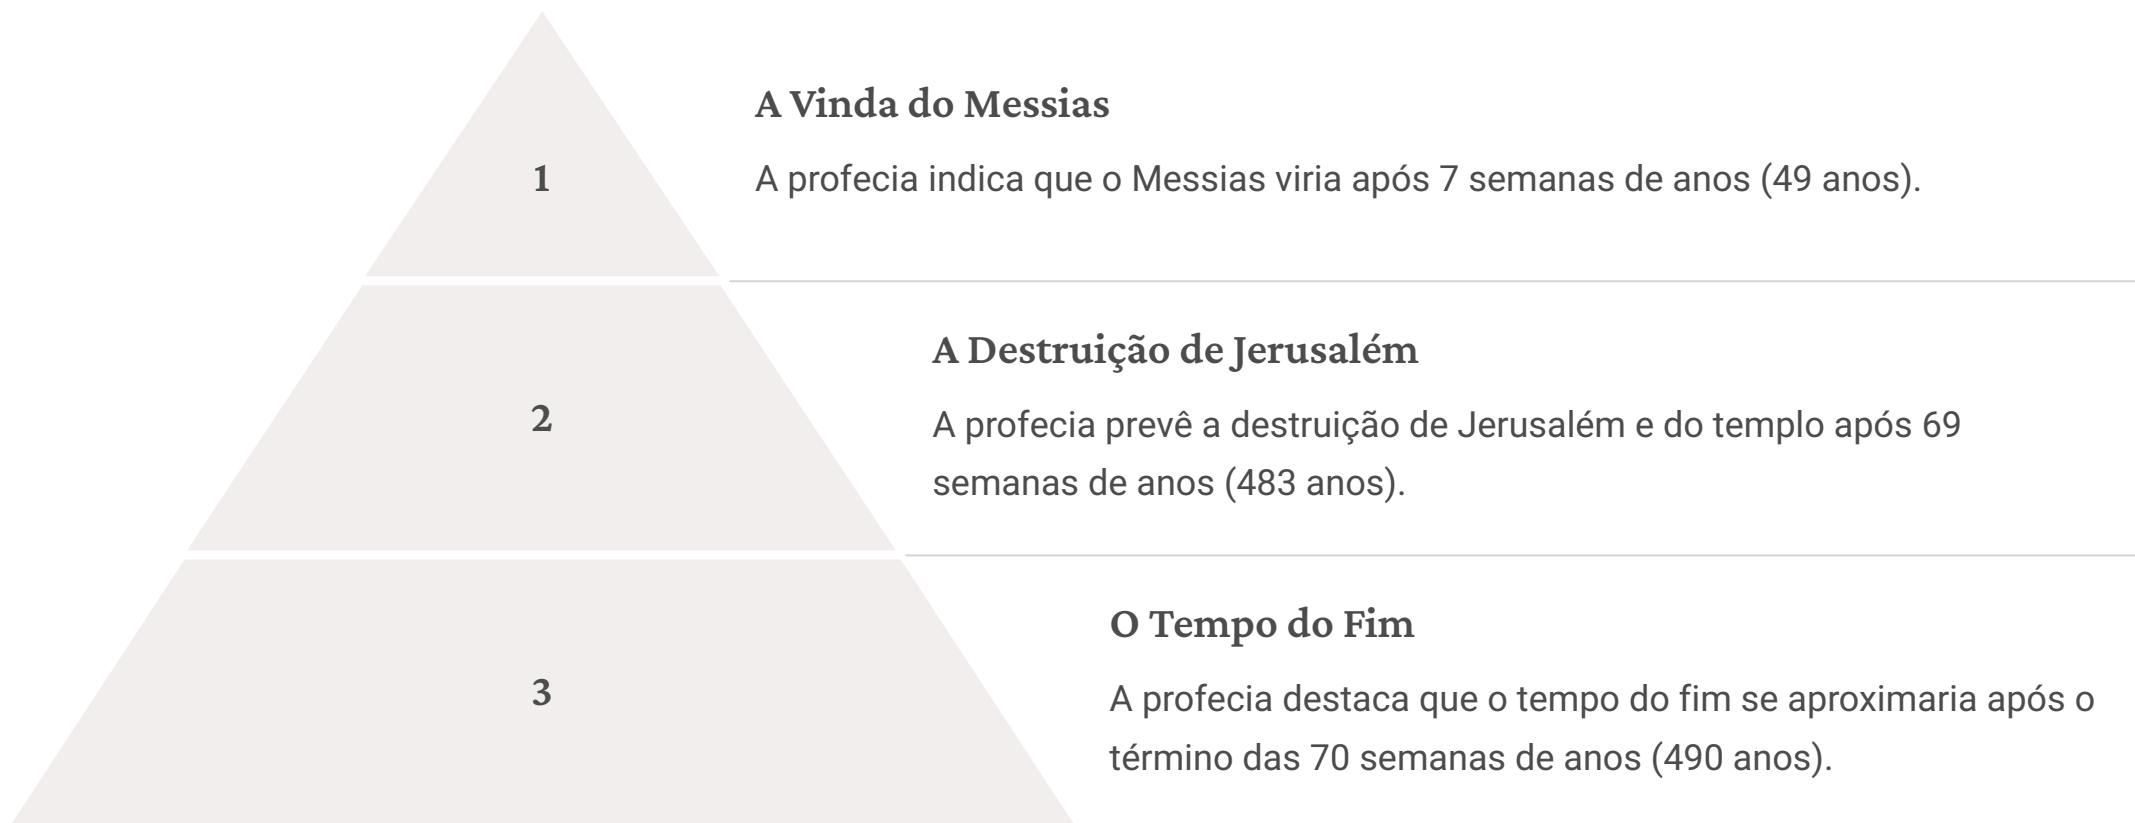 A Vinda do Messias
1
A profecia indica que o Messias viria após 7 semanas de anos (49 anos).
A Destruição de Jerusalém
2
A profecia prevê a destruição de Jerusalém e do templo após 69
semanas de anos (483 anos).
O Tempo do Fim
3
A profecia destaca que o tempo do fim se aproximaria após o
término das 70 semanas de anos (490 anos).